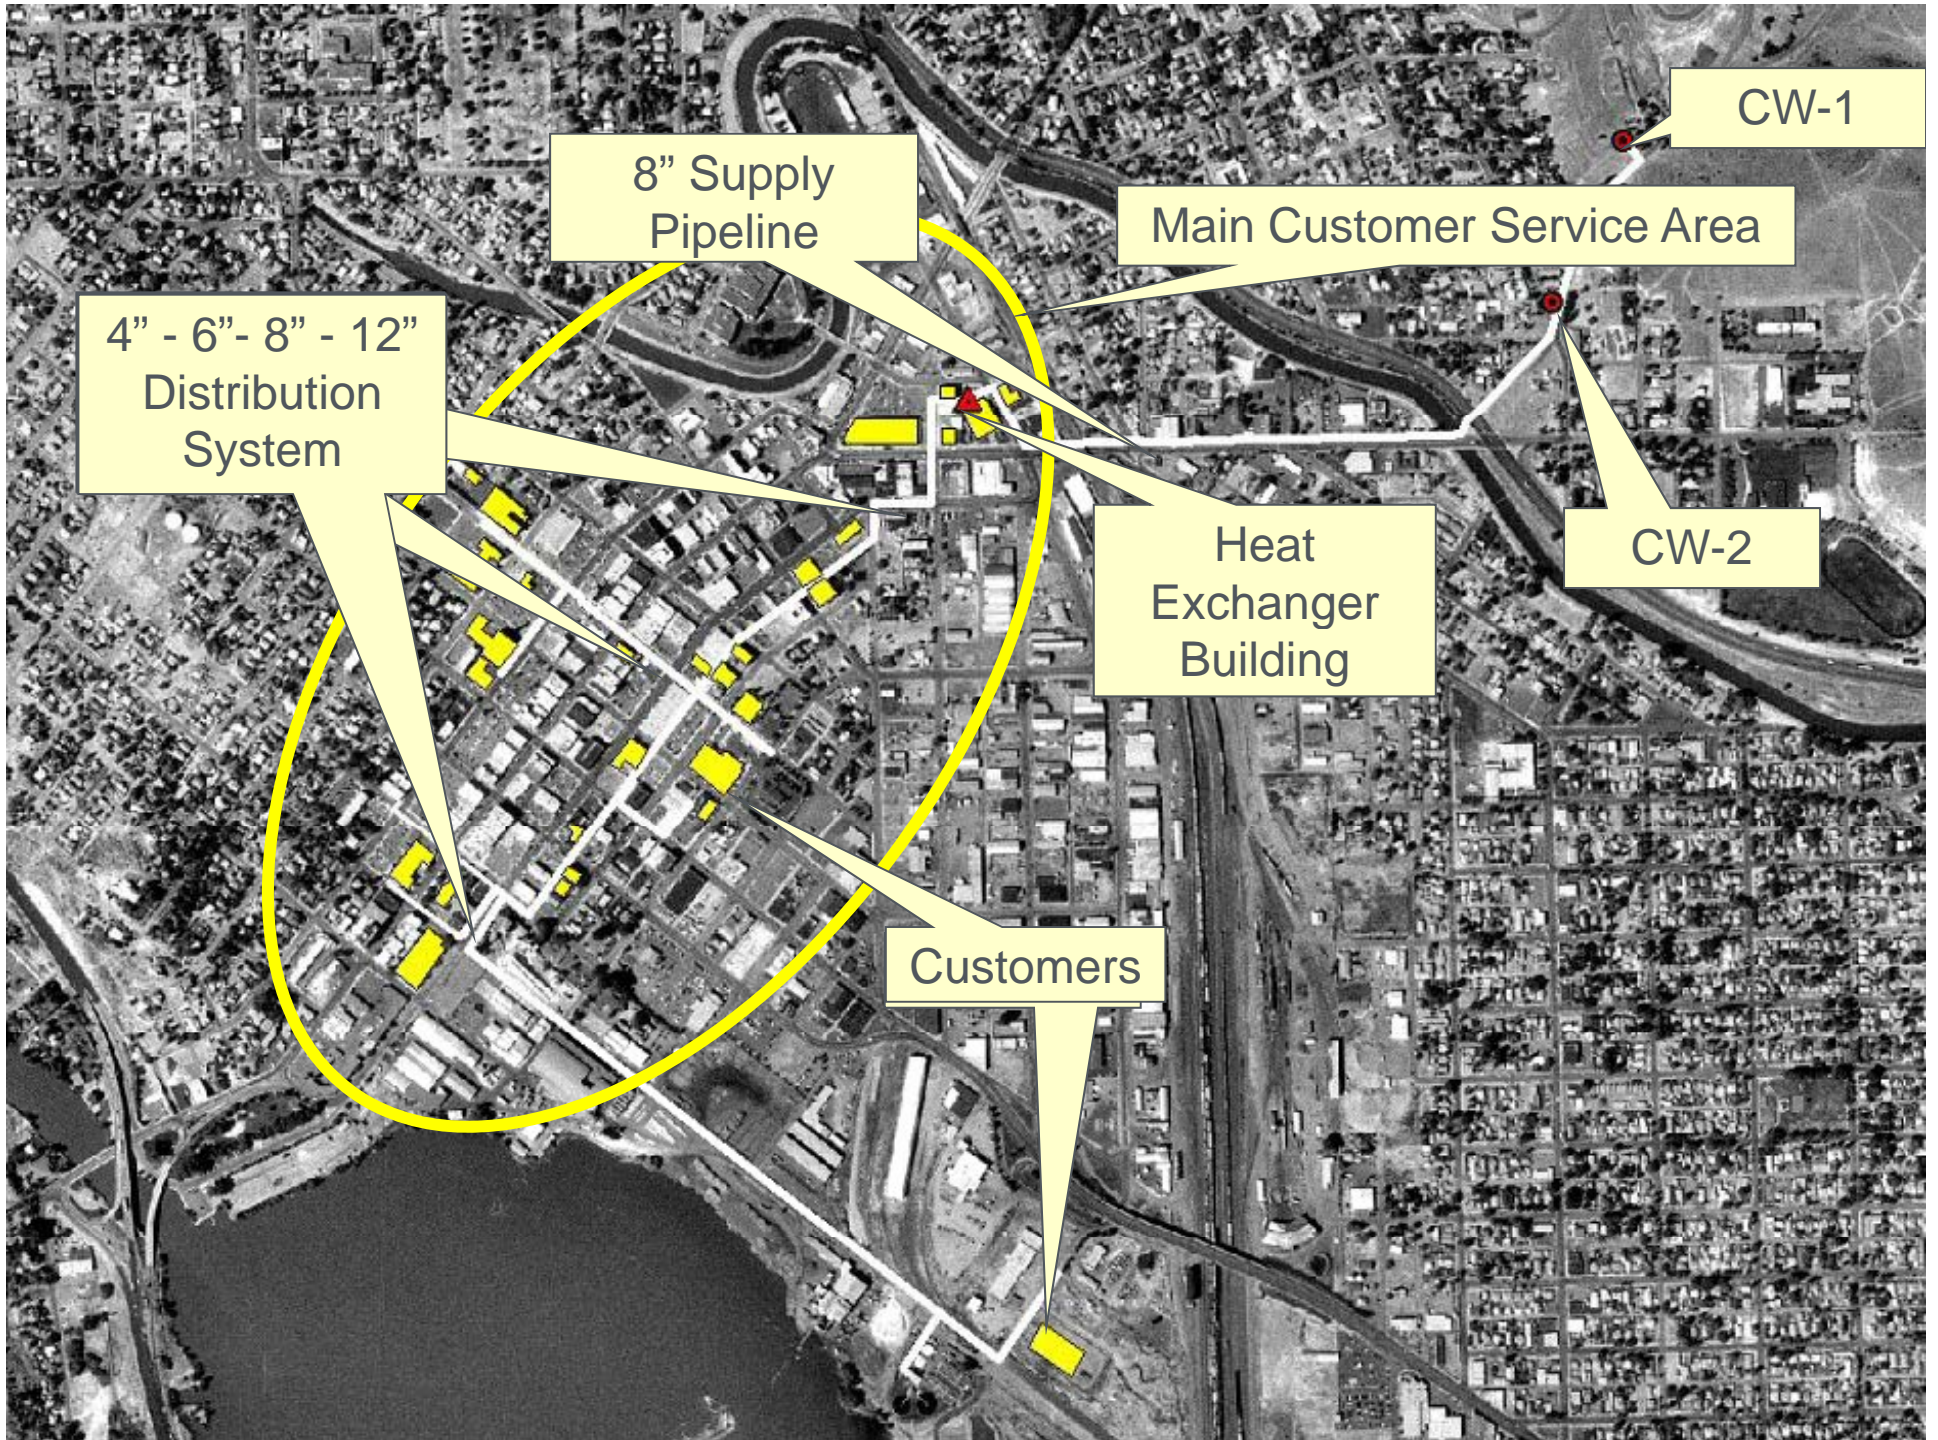 CW-1
8” Supply
Pipeline
Main Customer Service Area
4” - 6”- 8” - 12”
Distribution
System
Heat
Exchanger
Building
CW-2
Customers